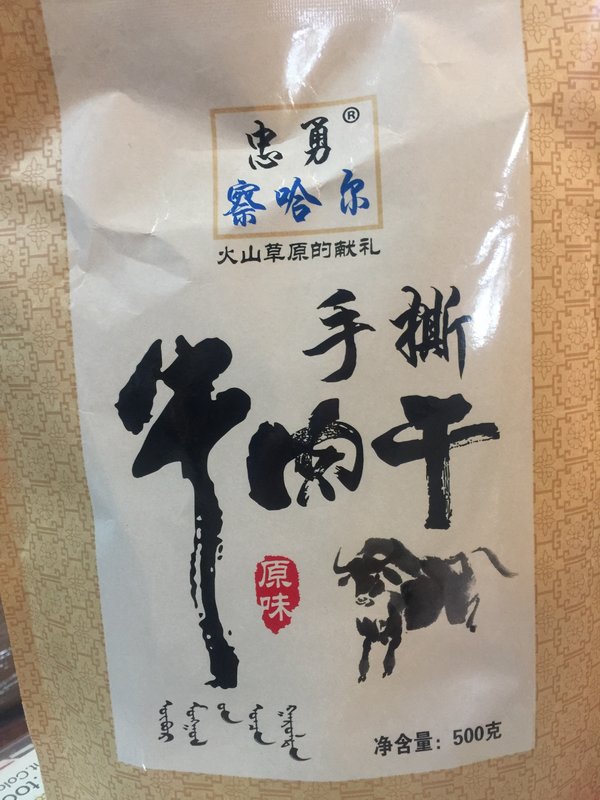 忠勇®
察哈尔
火山草原的献礼
手撕
牛肉干
原味
净含量：500克